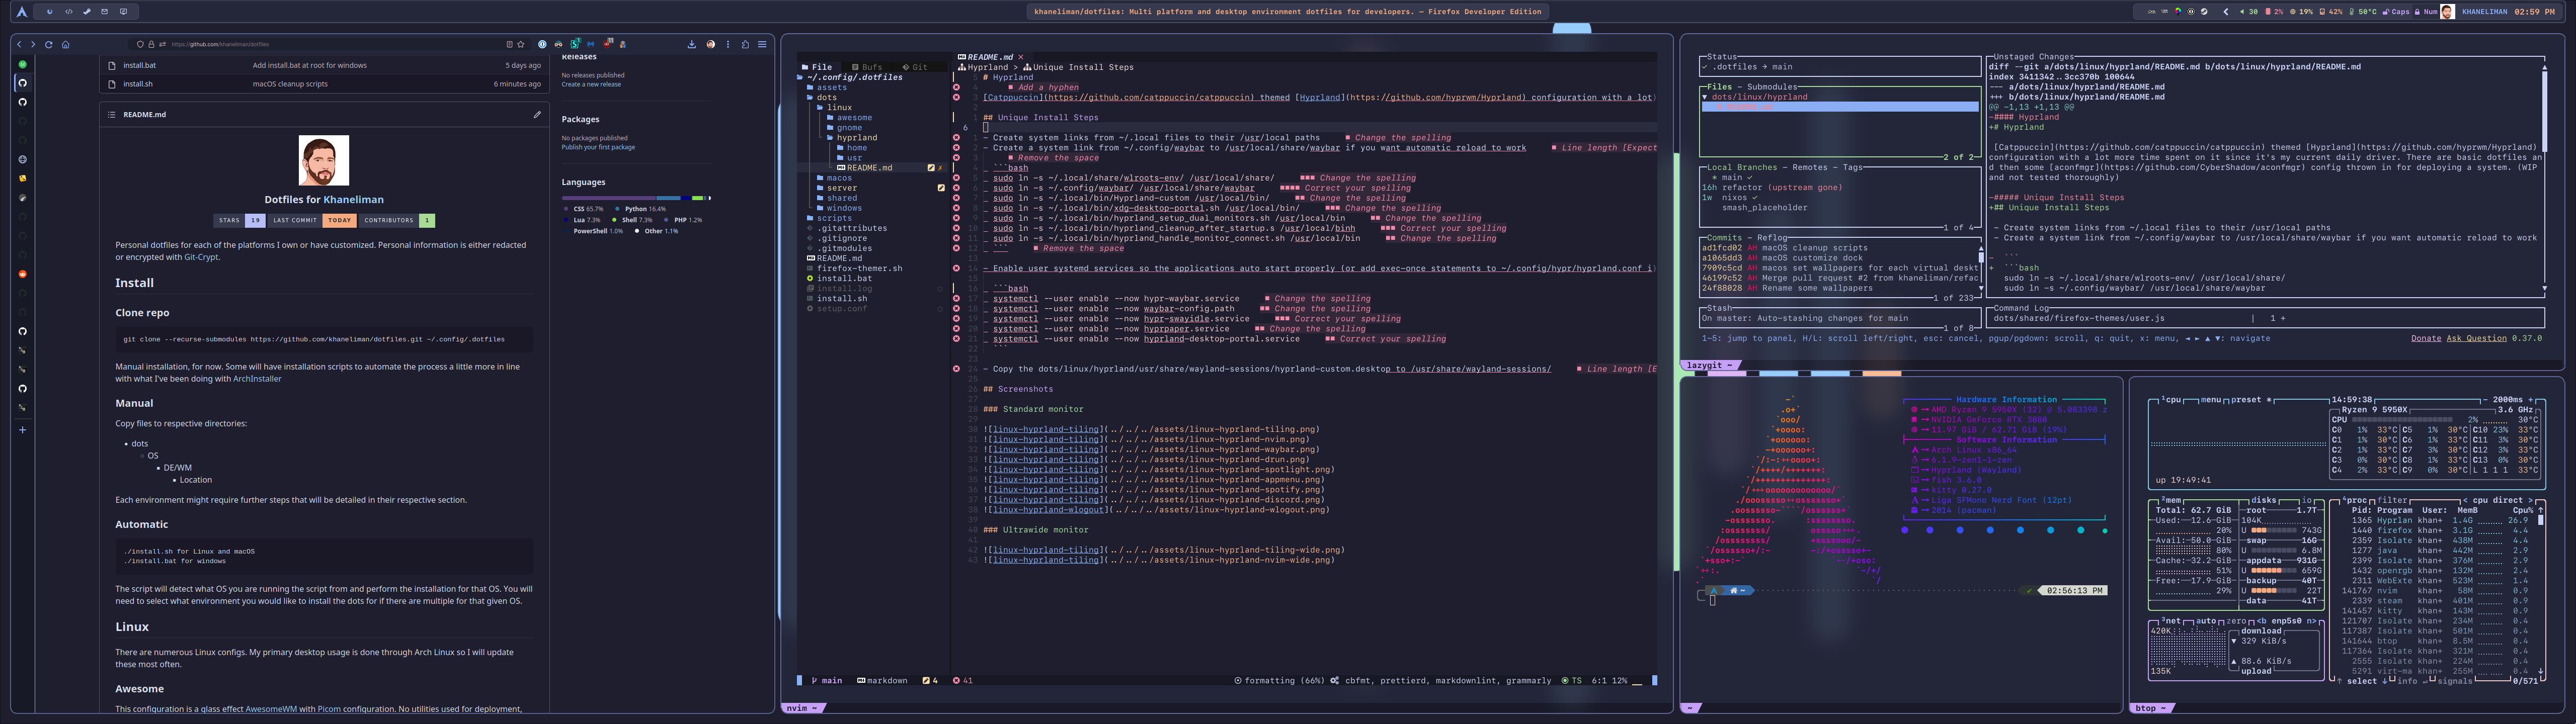 khaneliman/dotfiles: Multi platform and desktop environment dotfiles for developers. — Firefox Developer Edition
30 2% 19% 42% 50°C Caps Num KHANELIMAN 02:59 PM
https://github.com/khaneliman/dotfiles
install.bat Add install.bat at root for windows 5 days ago
install.sh macOS cleanup scripts 6 minutes ago
README.md
Dotfiles for Khaneliman
STARS 19 LAST COMMIT TODAY CONTRIBUTORS 1
Personal dotfiles for each of the platforms I own or have customized. Personal information is either redacted
or encrypted with Git-Crypt.
Install
Clone repo
git clone --recurse-submodules https://github.com/khaneliman/dotfiles.git ~/.config/.dotfiles
Manual installation, for now. Some will have installation scripts to automate the process a little more in line
with what I've been doing with ArchInstaller
Manual
Copy files to respective directories:
• dots
◦ OS
▪ DE/WM
▪ Location
Each environment might require further steps that will be detailed in their respective section.
Automatic
./install.sh for Linux and macOS
./install.bat for windows
The script will detect what OS you are running the script from and perform the installation for that OS. You will
need to select what environment you would like to install the dots for if there are multiple for that given OS.
Linux
There are numerous Linux configs. My primary desktop usage is done through Arch Linux so I will update
these most often.
Awesome
This configuration is a glass effect AwesomeWM with Picom configuration. No utilities used for deployment,
Releases
No releases published
Create a new release
Packages
No packages published
Publish your first package
Languages
CSS 65.7% Python 16.4%
Lua 7.3% Shell 7.3% PHP 1.2%
PowerShell 1.0% Other 1.1%
File Bufs Git
~/.config/.dotfiles
assets
dots
linux
awesome
gnome
hyprland
home
usr
README.md
macos
server
shared
windows
scripts
.gitattributes
.gitignore
.gitmodules
README.md
firefox-themer.sh
install.bat
install.log
install.sh
setup.conf
README.md
Hyprland > Unique Install Steps
5 # Hyprland
4 Add a hyphen
3 [Catppuccin](https://github.com/catppuccin/catppuccin) themed [Hyprland](https://github.com/hyprwm/Hyprland) configuration with a lot
2
1 ## Unique Install Steps
6
1 - Create system links from ~/.local files to their /usr/local paths Change the spelling
2 - Create a system link from ~/.config/waybar to /usr/local/share/waybar if you want automatic reload to work Line length [Expect
3 Remove the space
4 ```bash
5 sudo ln -s ~/.local/share/wlroots-env/ /usr/local/share/ Change the spelling
6 sudo ln -s ~/.config/waybar/ /usr/local/share/waybar Correct your spelling
7 sudo ln -s ~/.local/bin/Hyprland-custom /usr/local/bin/ Change the spelling
8 sudo ln -s ~/.local/bin/xdg-desktop-portal.sh /usr/local/bin/ Change the spelling
9 sudo ln -s ~/.local/bin/hyprland_setup_dual_monitors.sh /usr/local/bin Change the spelling
10 sudo ln -s ~/.local/bin/hyprland_cleanup_after_startup.s /usr/local/binh Correct your spelling
11 sudo ln -s ~/.local/bin/hyprland_handle_monitor_connect.sh /usr/local/bin Change the spelling
12 ``` Remove the space
13
14 - Enable user systemd services so the applications auto start properly (or add exec-once statements to ~/.config/hypr/hyprland.conf i
15
16 ```bash
17 systemctl --user enable --now hypr-waybar.service Change the spelling
18 systemctl --user enable --now waybar-config.path Change the spelling
19 systemctl --user enable --now hypr-swayidle.service Correct your spelling
20 systemctl --user enable --now hyprpaper.service Change the spelling
21 systemctl --user enable --now hyprland-desktop-portal.service Correct your spelling
22 ```
23
24 - Copy the dots/linux/hyprland/usr/share/wayland-sessions/hyprland-custom.desktop to /usr/share/wayland-sessions/ Line length [E
25
26 ## Screenshots
27
28 ### Standard monitor
29
30 ![linux-hyprland-tiling](../../../assets/linux-hyprland-tiling.png)
31 ![linux-hyprland-tiling](../../../assets/linux-hyprland-nvim.png)
32 ![linux-hyprland-tiling](../../../assets/linux-hyprland-waybar.png)
33 ![linux-hyprland-tiling](../../../assets/linux-hyprland-drun.png)
34 ![linux-hyprland-tiling](../../../assets/linux-hyprland-spotlight.png)
35 ![linux-hyprland-tiling](../../../assets/linux-hyprland-appmenu.png)
36 ![linux-hyprland-tiling](../../../assets/linux-hyprland-spotify.png)
37 ![linux-hyprland-tiling](../../../assets/linux-hyprland-discord.png)
38 ![linux-hyprland-wlogout](../../../assets/linux-hyprland-wlogout.png)
39
40 ### Ultrawide monitor
41
42 ![linux-hyprland-tiling](../../../assets/linux-hyprland-tiling-wide.png)
43 ![linux-hyprland-tiling](../../../assets/linux-hyprland-nvim-wide.png)
main markdown 4 41 formatting (66%) cbfmt, prettierd, markdownlint, grammarly TS 6:1 12%
nvim ~
Status
✓ .dotfiles → main
Files - Submodules
▼ dots/linux/hyprland
2 of 2
Local Branches - Remotes - Tags
* main ✓
16h refactor (upstream gone)
1w nixos ✓
smash_placeholder
1 of 4
Commits - Reflog
ad1fcd02 AH macOS cleanup scripts
a1065dd3 AH macOS customize dock
7909c5cd AH macos set wallpapers for each virtual deskt
46199c52 AH Merge pull request #2 from khaneliman/refac
24f88028 AH Rename some wallpapers
1 of 233
Stash
On master: Auto-stashing changes for main
1 of 8
Unstaged Changes
diff --git a/dots/linux/hyprland/README.md b/dots/linux/hyprland/README.md
index 3411342..3cc370b 100644
--- a/dots/linux/hyprland/README.md
+++ b/dots/linux/hyprland/README.md
@@ -1,13 +1,13 @@
-#### Hyprland
+# Hyprland
[Catppuccin](https://github.com/catppuccin/catppuccin) themed [Hyprland](https://github.com/hyprwm/Hyprland)
configuration with a lot more time spent on it since it's my current daily driver. There are basic dotfiles an
d then some [aconfmgr](https://github.com/CyberShadow/aconfmgr) config thrown in for deploying a system. (WIP
and not tested thoroughly)
-##### Unique Install Steps
+## Unique Install Steps
- Create system links from ~/.local files to their /usr/local paths
- Create a system link from ~/.config/waybar to /usr/local/share/waybar if you want automatic reload to work
- ```
+ ```bash
sudo ln -s ~/.local/share/wlroots-env/ /usr/local/share/
sudo ln -s ~/.config/waybar/ /usr/local/share/waybar
Command Log
dots/shared/firefox-themes/user.js | 1 +
1-5: jump to panel, H/L: scroll left/right, esc: cancel, pgup/pgdown: scroll, q: quit, x: menu, ◄ ► ▲ ▼: navigate Donate Ask Question 0.37.0
lazygit ~
Hardware Information
AMD Ryzen 9 5950X (32) @ 5.083398 z
NVIDIA GeForce RTX 3080
11.97 GiB / 62.71 GiB (19%)
Software Information
Arch Linux x86_64
6.1.9-zen1-1-zen
Hyprland (Wayland)
fish 3.6.0
kitty 0.27.0
Liga SFMono Nerd Font (12pt)
2014 (pacman)
~ 02:56:13 PM
~
cpu menu preset * 14:59:38 - 2000ms +
Ryzen 9 5950X 3.6 GHz
CPU 2% 30°C
C0 1% 33°C C5 1% 30°C C10 23% 33°C
C1 1% 30°C C6 1% 30°C C11 3% 30°C
C2 1% 33°C C7 3% 30°C C12 3% 33°C
C3 0% 30°C C8 1% 33°C C13 0% 30°C
C4 2% 33°C C9 0% 30°C L 1 1 1 33°C
up 19:49:41
mem disks io
Total: 62.7 GiB
Used: 12.6 GiB
20%
Avail: 50.0 GiB
80%
Cache: 32.2 GiB
51%
Free: 17.9 GiB
29%
root 1.7T
104K
U 743G
swap 16G
U 6.8M
appdata 931G
U 659G
backup 40T
U 22T
data 41T
net auto zero <b enp5s0 n>
420K download
▼ 329 KiB/s
▲ 88.6 KiB/s
135K upload
proc filter < cpu direct >
Pid: Program User: MemB Cpu% ↑
1365 Hyprlan khan+ 1.4G 26.9
1440 firefox khan+ 3.1G 4.4
2359 Isolate khan+ 438M 4.4
1277 java khan+ 442M 2.9
2399 Isolate khan+ 376M 2.9
1432 openrgb khan+ 132M 2.4
2311 WebExte khan+ 523M 1.4
141767 nvim khan+ 58M 0.9
2339 steam khan+ 401M 0.9
141457 kitty khan+ 143M 0.9
121707 Isolate khan+ 234M 0.4
117387 Isolate khan+ 501M 0.4
141644 btop khan+ 8.5M 0.4
117364 Isolate khan+ 321M 0.4
2555 Isolate khan+ 224M 0.4
5291 virt-ma khan+ 255M 0.4
↑ select ↓ info ↵ signals 0/571
btop ~